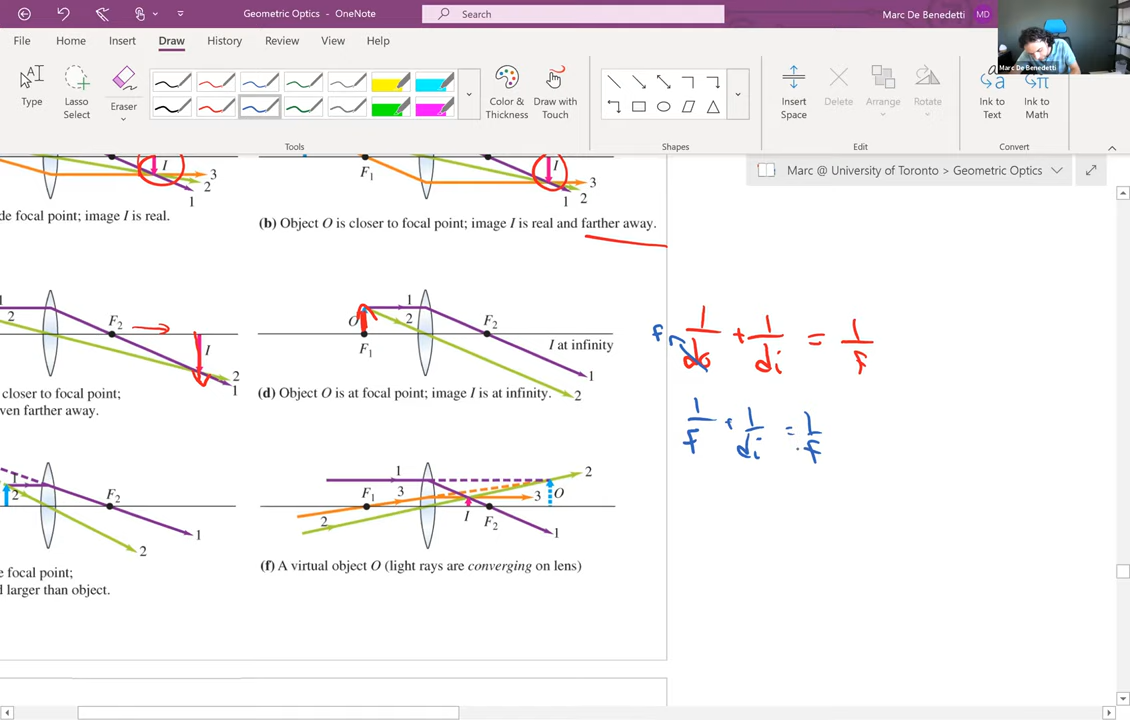 Geometric Optics - OneNote
Search
Marc De Benedetti
MD
Marc De Benedetti
File
Home
Insert
Draw
History
Review
View
Help
Type
Lasso Select
Eraser
Color & Thickness
Draw with Touch
Insert Space
Delete
Arrange
Rotate
Ink to Text
Ink to Math
Tools
Shapes
Edit
Convert
Marc @ University of Toronto > Geometric Optics
I
3
2
1
F1
I
3
1
2
de focal point; image I is real.
(b) Object O is closer to focal point; image I is real and farther away.
1
2
F2
I
2
1
O
1
2
F1
F2
I at infinity
1
2
closer to focal point;
ven farther away.
(d) Object O is at focal point; image I is at infinity.
f 1/do + 1/di = 1/f
1/f + 1/di = 1/f
1
2
F2
1
2
1
F1
3
2
I
F2
3
O
2
1
e focal point;
d larger than object.
(f) A virtual object O (light rays are converging on lens)